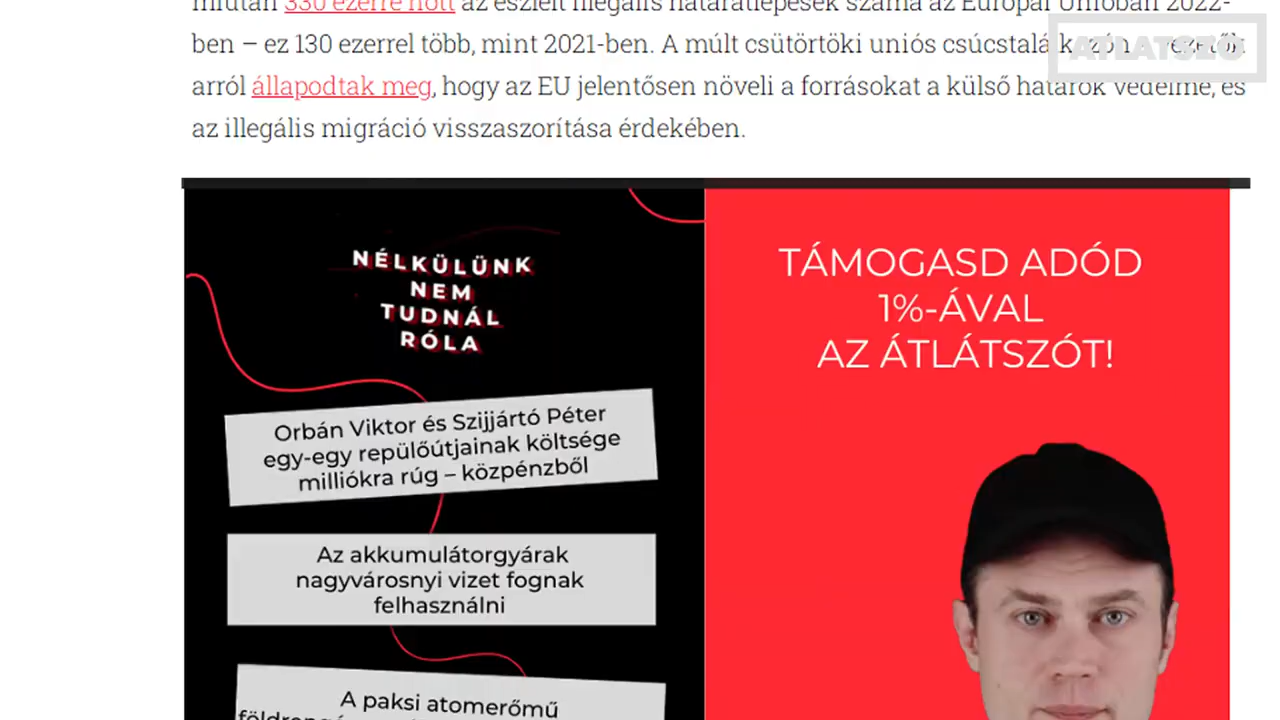 miután 330 ezerre nőtt az észlelt illegális határátlépések száma az Európai Unióban 2022-
ÁTLÁTSZÓ
ben – ez 130 ezerrel több, mint 2021-ben. A múlt csütörtöki uniós
arról állapodtak meg, hogy az EU jelentősen növeli a forrásokat a külső határok védelme, és
az illegális migráció visszaszorítása érdekében.
NÉLKÜLÜNK
NEM
TUDNÁL
RÓLA
Orbán Viktor és Szijjártó Péter
egy-egy repülőútjainak költsége
milliókra rúg – közpénzből
Az akkumulátorgyárak
nagyvárosnyi vizet fognak
felhasználni
A paksi atomerőmű
TÁMOGASD ADÓD
1%-ÁVAL
AZ ÁTLÁTSZÓT!